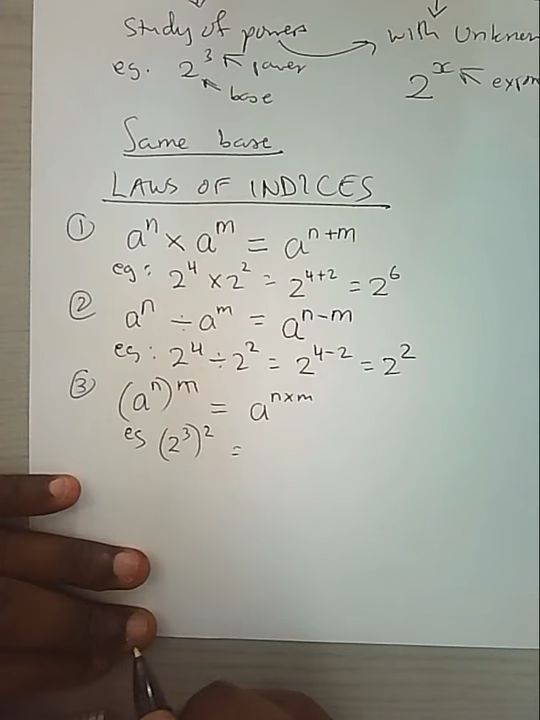 Study of powers with Unknown
eg. 2³ power
base 2ˣ expo
Same base
LAWS OF INDICES
① aⁿ × aᵐ = aⁿ⁺ᵐ
eg: 2⁴ × 2² = 2⁴⁺² = 2⁶
② aⁿ ÷ aᵐ = aⁿ⁻ᵐ
eg: 2⁴ ÷ 2² = 2⁴⁻² = 2²
③ (aⁿ)ᵐ = aⁿˣᵐ
eg (2³)² =